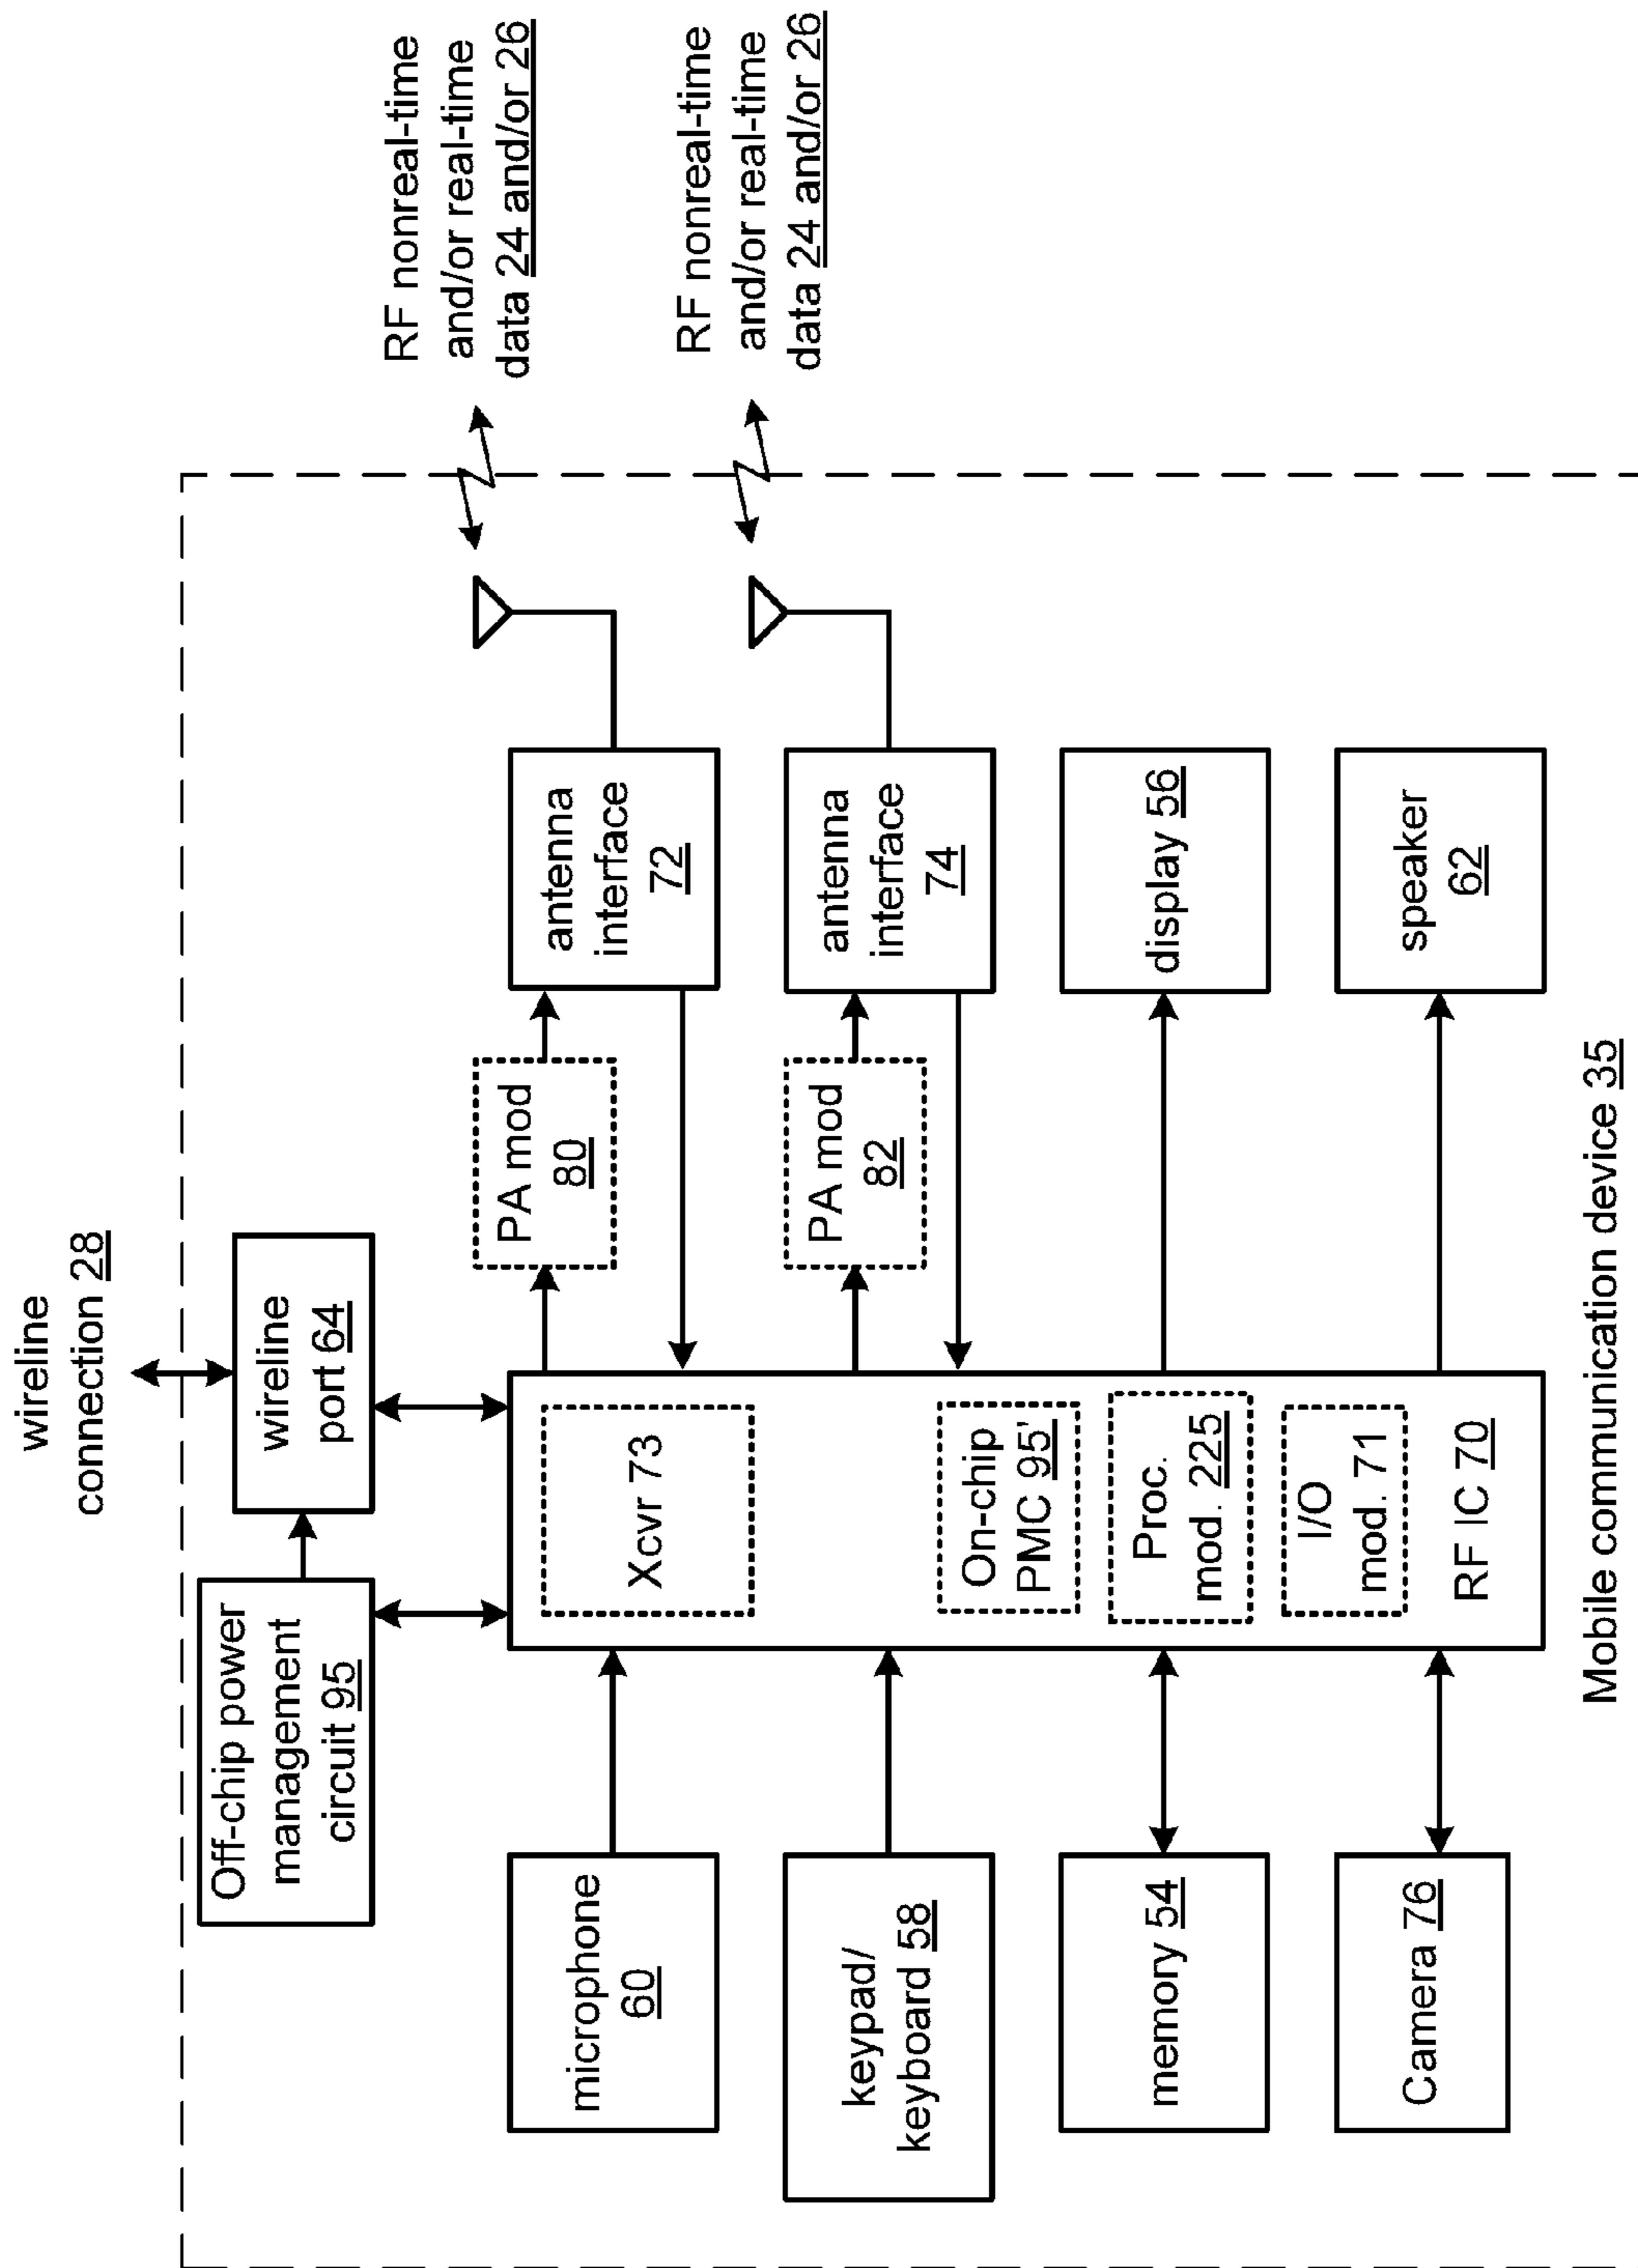 wireline
connection 28
Off-chip power
management
circuit 95
wireline
port 64
RF nonreal-time
and/or real-time
data 24 and/or 26
RF nonreal-time
and/or real-time
data 24 and/or 26
microphone
60
keypad/
keyboard 58
memory 54
Camera 76
Xcvr 73
On-chip
PMC 95'
Proc.
mod. 225
I/O
mod. 71
RF IC 70
PA mod
80
PA mod
82
antenna
interface
72
antenna
interface
74
display 56
speaker
62
Mobile communication device 35